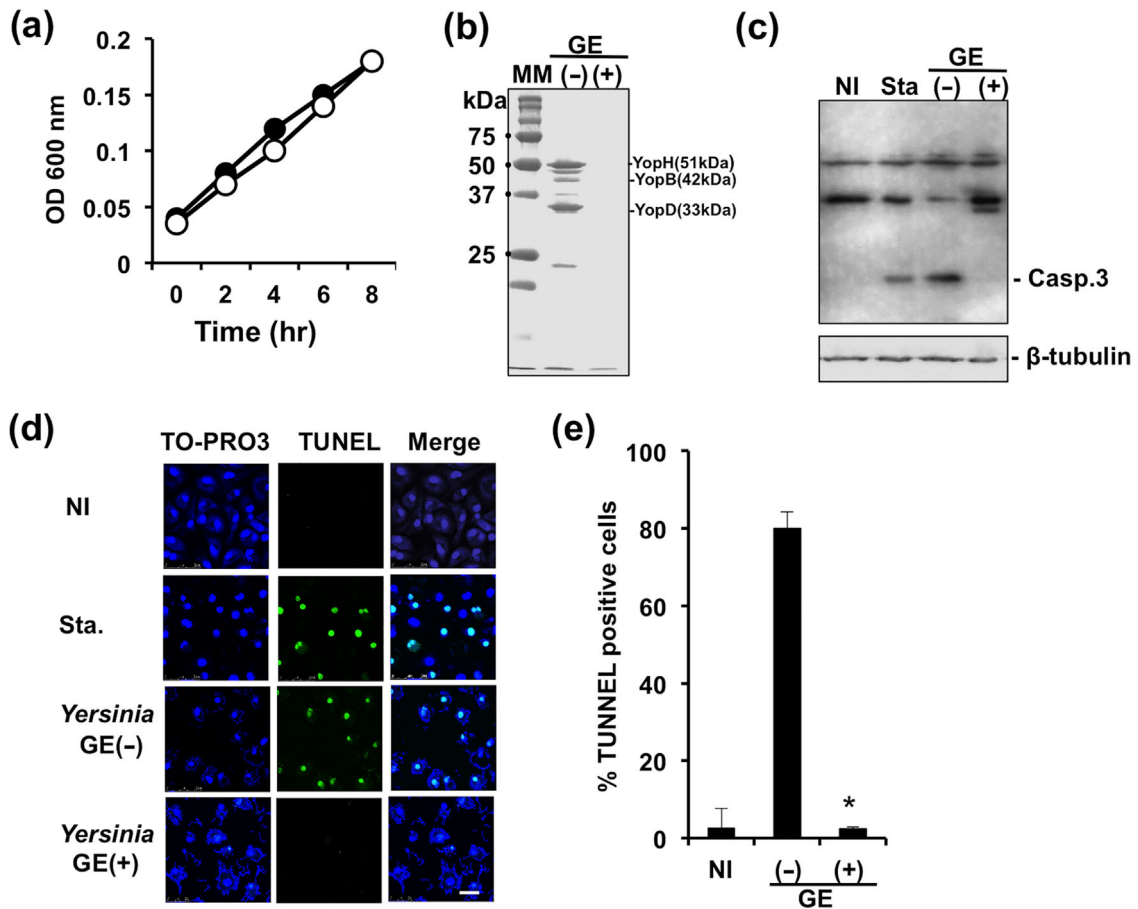 (a)
0.2
0.15
0.1
0.05
0
OD 600 nm
0 2 4 6 8
Time (hr)
(b)
GE
MM (-) (+)
kDa
75
50
37
25
-YopH(51kDa)
-YopB(42kDa)
-YopD(33kDa)
(c)
GE
NI Sta (-) (+)
- Casp.3
- β-tubulin
(d)
TO-PRO3 TUNEL Merge
NI
Sta.
Yersinia
GE(-)
Yersinia
GE(+)
(e)
100
80
60
40
20
0
% TUNNEL positive cells
*
NI (-) (+)
GE